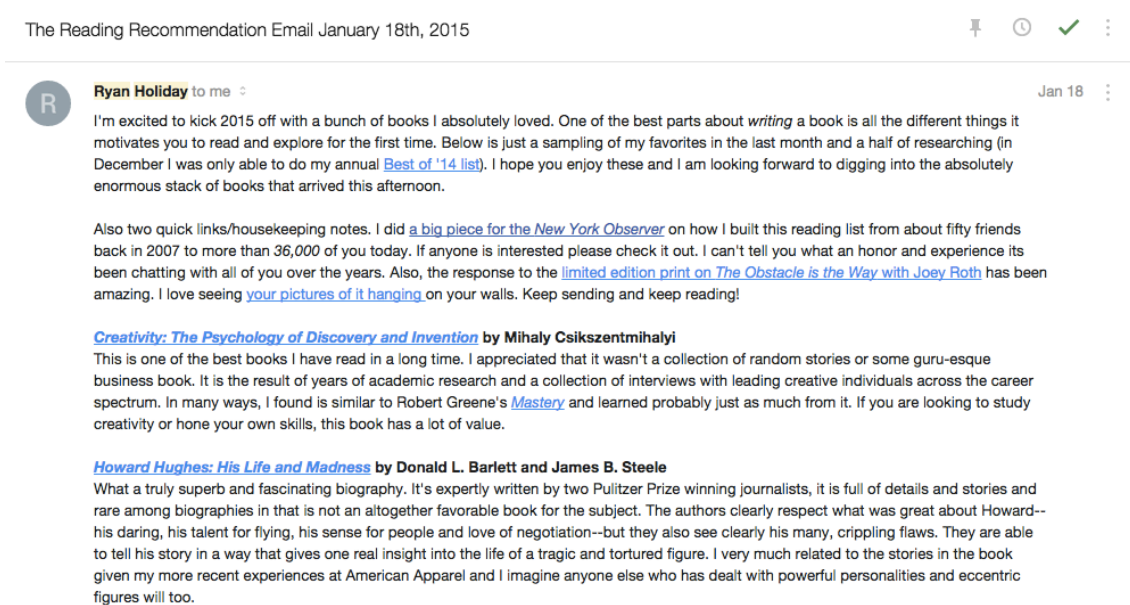 The Reading Recommendation Email January 18th, 2015
R
Ryan Holiday to me
Jan 18
I'm excited to kick 2015 off with a bunch of books I absolutely loved. One of the best parts about writing a book is all the different things it
motivates you to read and explore for the first time. Below is just a sampling of my favorites in the last month and a half of researching (in
December I was only able to do my annual Best of '14 list). I hope you enjoy these and I am looking forward to digging into the absolutely
enormous stack of books that arrived this afternoon.
Also two quick links/housekeeping notes. I did a big piece for the New York Observer on how I built this reading list from about fifty friends
back in 2007 to more than 36,000 of you today. If anyone is interested please check it out. I can't tell you what an honor and experience its
been chatting with all of you over the years. Also, the response to the limited edition print on The Obstacle is the Way with Joey Roth has been
amazing. I love seeing your pictures of it hanging on your walls. Keep sending and keep reading!
Creativity: The Psychology of Discovery and Invention by Mihaly Csikszentmihalyi
This is one of the best books I have read in a long time. I appreciated that it wasn't a collection of random stories or some guru-esque
business book. It is the result of years of academic research and a collection of interviews with leading creative individuals across the career
spectrum. In many ways, I found is similar to Robert Greene's Mastery and learned probably just as much from it. If you are looking to study
creativity or hone your own skills, this book has a lot of value.
Howard Hughes: His Life and Madness by Donald L. Barlett and James B. Steele
What a truly superb and fascinating biography. It's expertly written by two Pulitzer Prize winning journalists, it is full of details and stories and
rare among biographies in that is not an altogether favorable book for the subject. The authors clearly respect what was great about Howard--
his daring, his talent for flying, his sense for people and love of negotiation--but they also see clearly his many, crippling flaws. They are able
to tell his story in a way that gives one real insight into the life of a tragic and tortured figure. I very much related to the stories in the book
given my more recent experiences at American Apparel and I imagine anyone else who has dealt with powerful personalities and eccentric
figures will too.